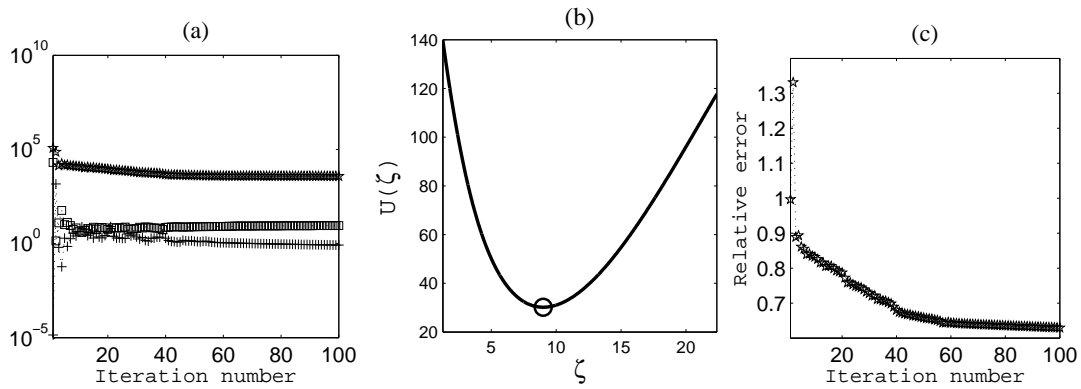 (a)
10^10
10^5
10^0
10^-5
20 40 60 80 100
Iteration number
(b)
U(ζ)
140
120
100
80
60
40
20
5 10 15 20
ζ
(c)
Relative error
1.3
1.2
1.1
1
0.9
0.8
0.7
20 40 60 80 100
Iteration number